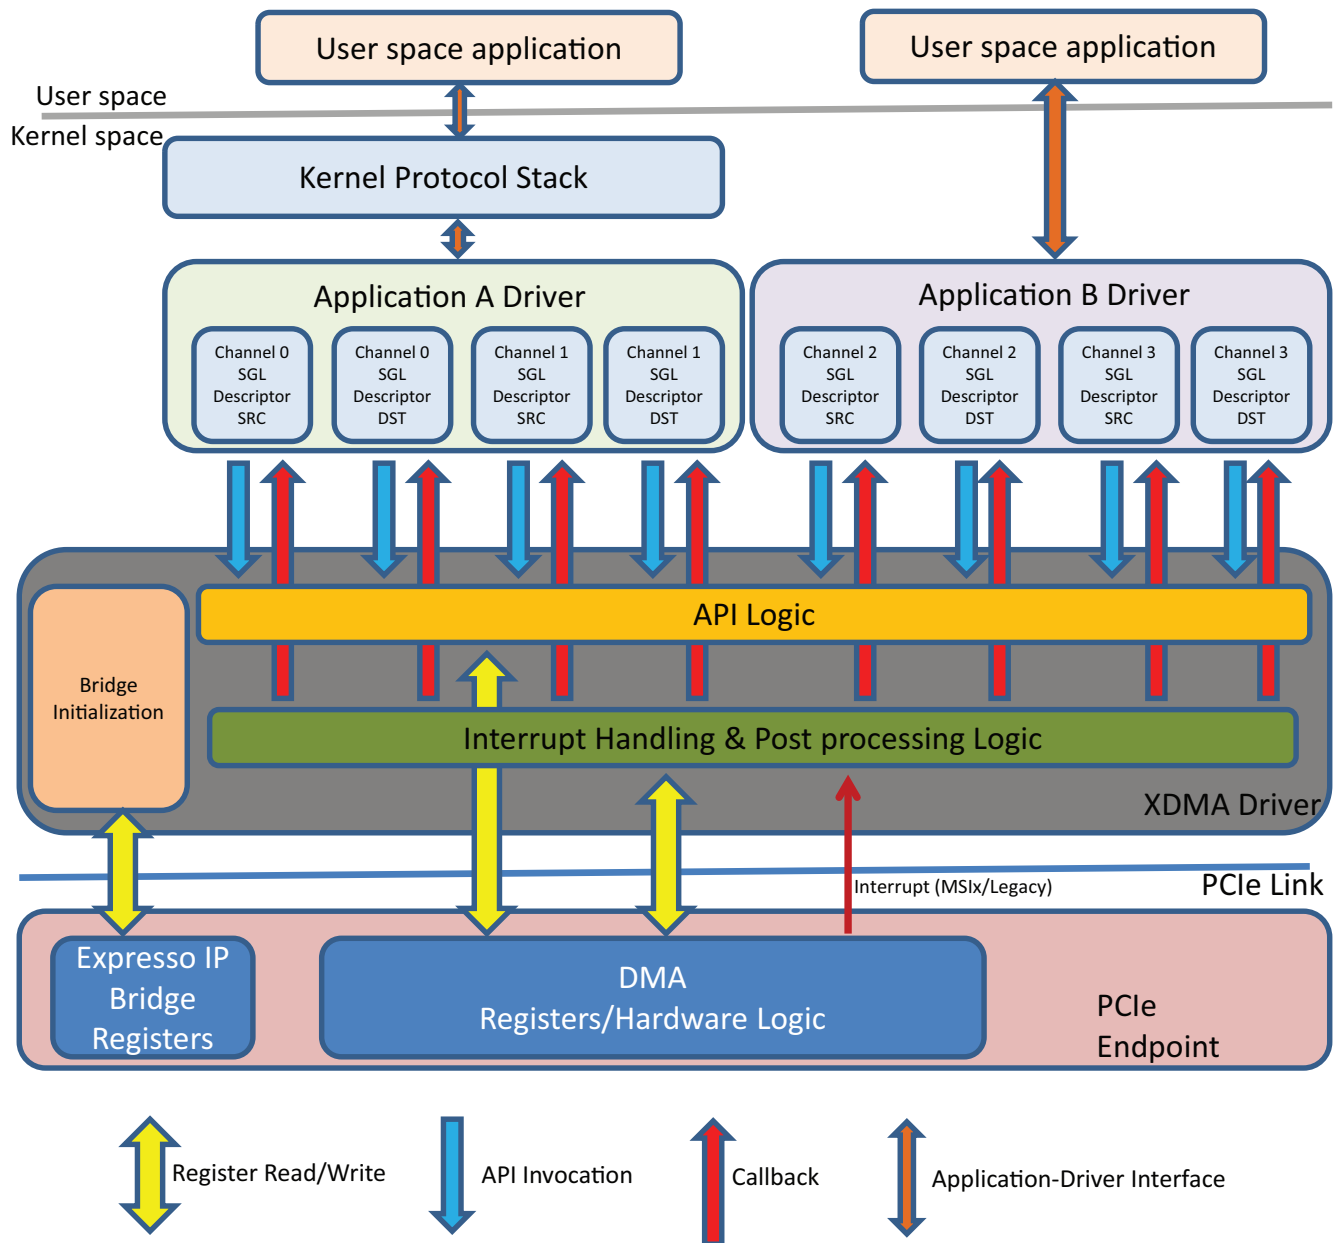 User space application
User space application
User space
Kernel space
Kernel Protocol Stack
Application A Driver
Application B Driver
Channel 0
SGL
Descriptor
SRC
Channel 0
SGL
Descriptor
DST
Channel 1
SGL
Descriptor
SRC
Channel 1
SGL
Descriptor
DST
Channel 2
SGL
Descriptor
SRC
Channel 2
SGL
Descriptor
DST
Channel 3
SGL
Descriptor
SRC
Channel 3
SGL
Descriptor
DST
API Logic
Bridge
Initialization
Interrupt Handling & Post processing Logic
XDMA Driver
Interrupt (MSIx/Legacy)
PCIe Link
Expresso IP
Bridge
Registers
DMA
Registers/Hardware Logic
PCIe
Endpoint
Register Read/Write
API Invocation
Callback
Application-Driver Interface